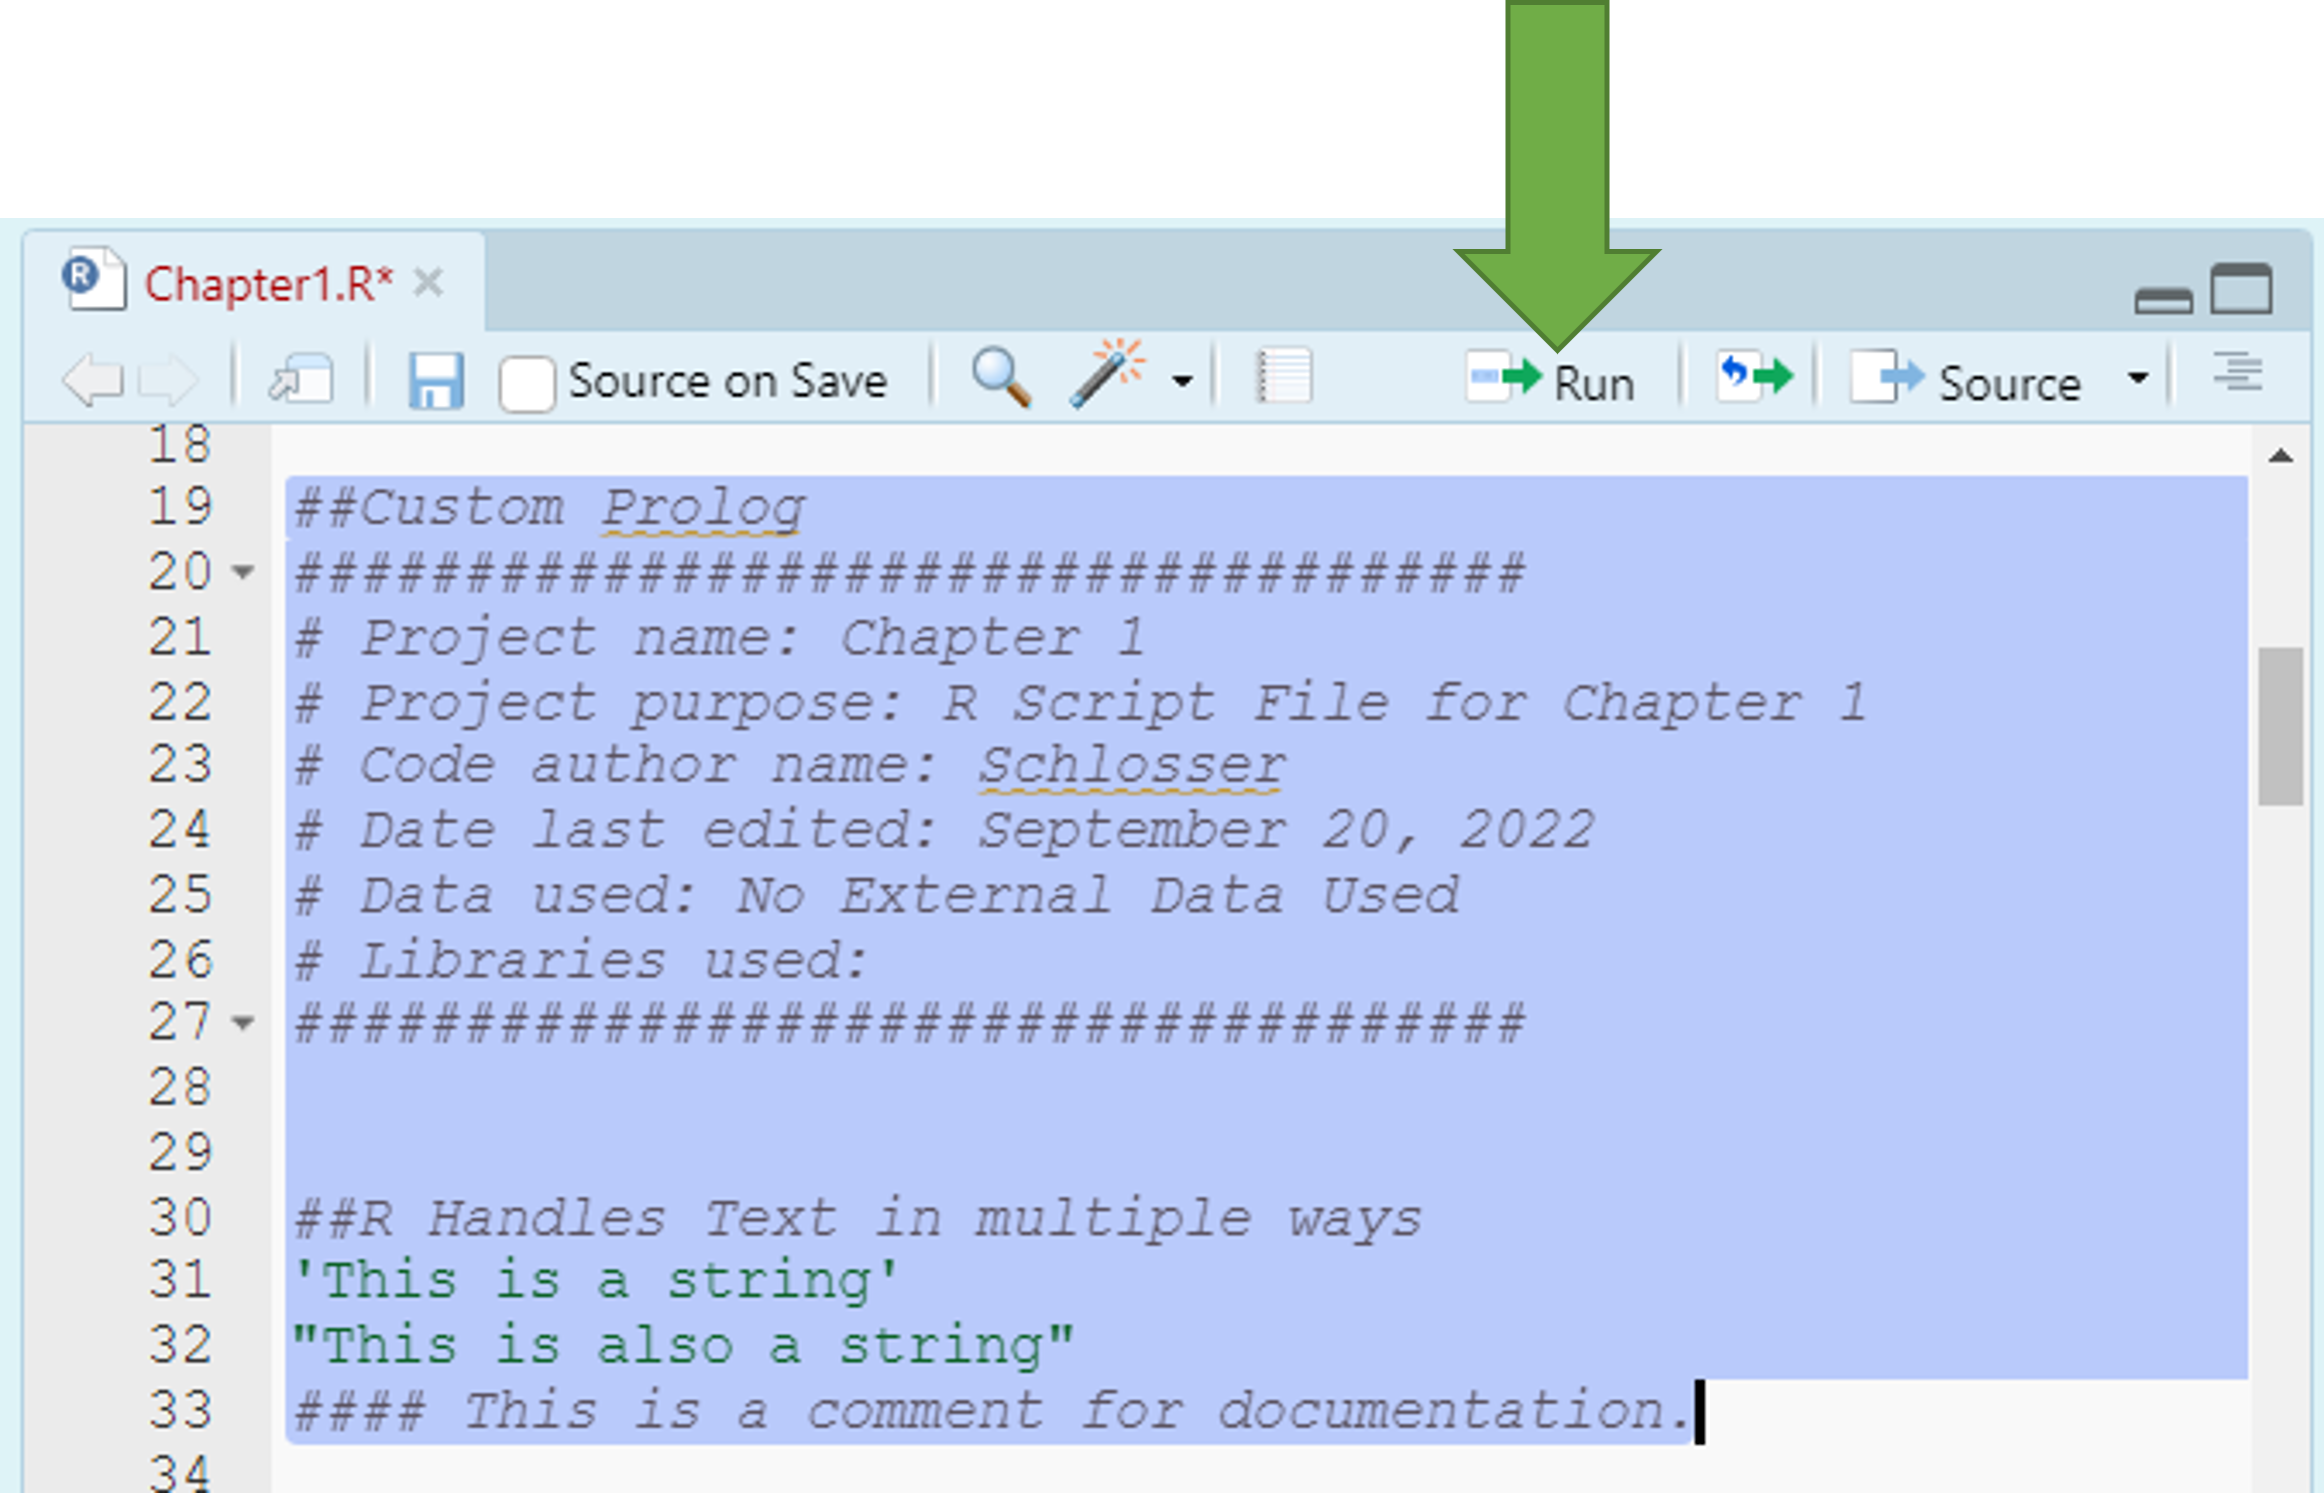 R Chapter1.R*
Source on Save Run Source
18
19 ##Custom Prolog
20 ####################################
21 # Project name: Chapter 1
22 # Project purpose: R Script File for Chapter 1
23 # Code author name: Schlosser
24 # Date last edited: September 20, 2022
25 # Data used: No External Data Used
26 # Libraries used:
27 ####################################
28
29
30 ##R Handles Text in multiple ways
31 'This is a string'
32 "This is also a string"
33 #### This is a comment for documentation.
34